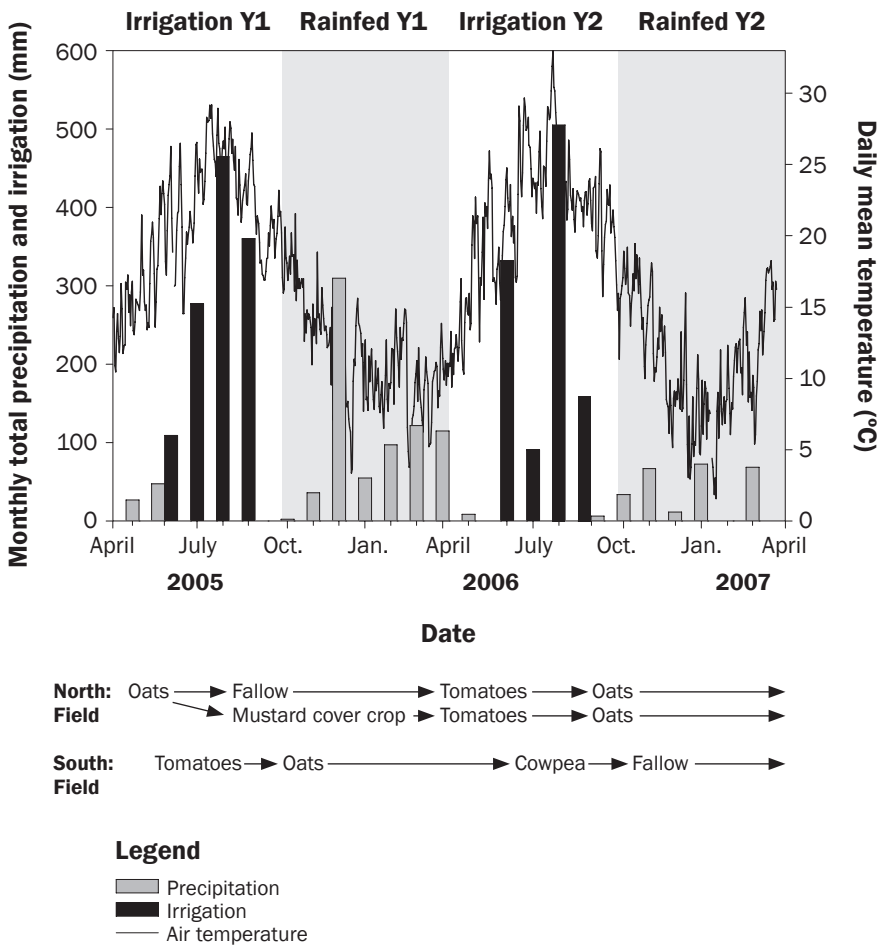 Irrigation Y1 Rainfed Y1 Irrigation Y2 Rainfed Y2
Monthly total precipitation and irrigation (mm)
600
500
400
300
200
100
0
30
25
20
15
10
5
0
Daily mean temperature (°C)
April July Oct. Jan. April July Oct. Jan. April
2005 2006 2007
Date
North: Oats Fallow Tomatoes Oats
Field Mustard cover crop Tomatoes Oats
South: Tomatoes Oats Cowpea Fallow
Field
Legend
Precipitation
Irrigation
Air temperature